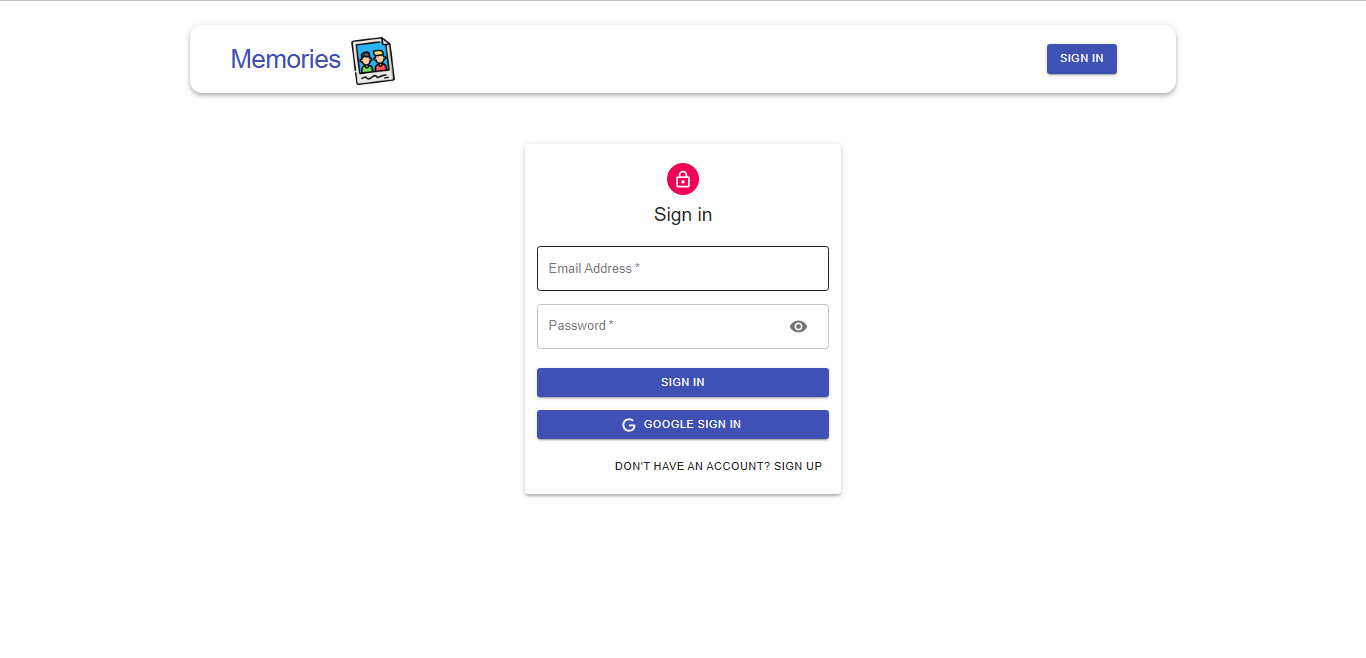 Memories
SIGN IN
Sign in
Email Address *
Password *
SIGN IN
GOOGLE SIGN IN
DON'T HAVE AN ACCOUNT? SIGN UP